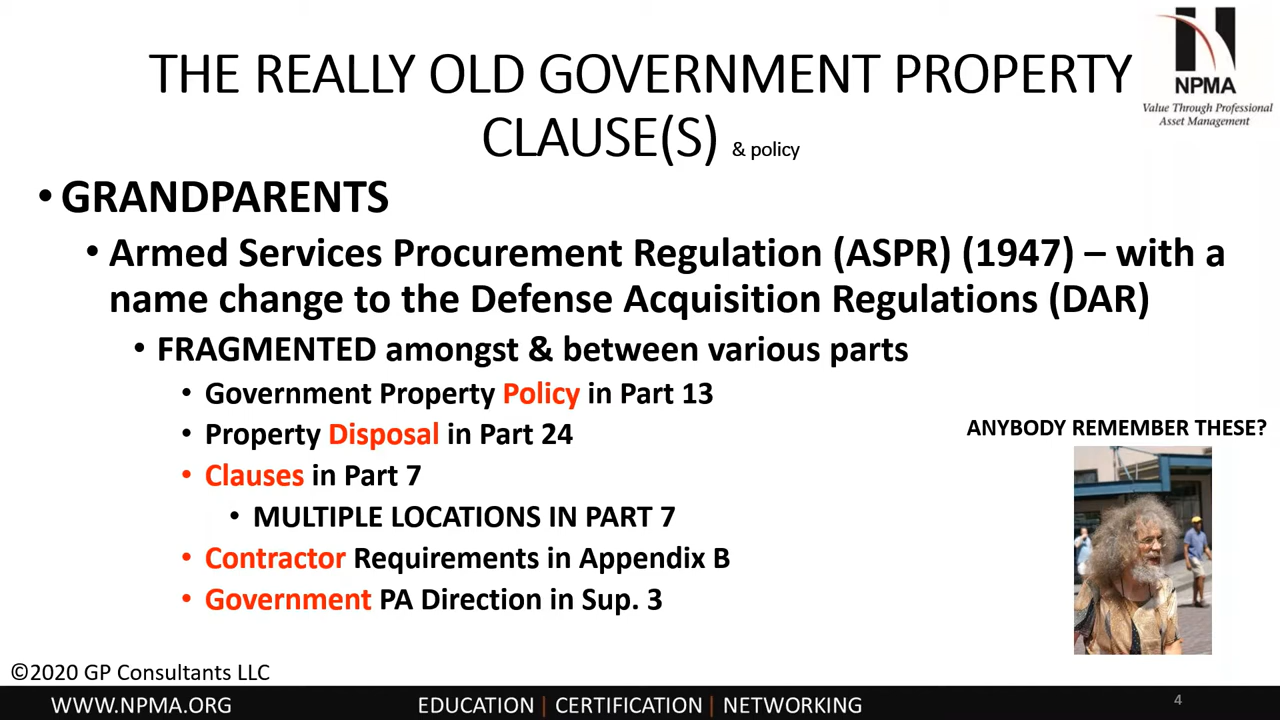 THE REALLY OLD GOVERNMENT PROPERTY
CLAUSE(S) & policy
NPMA
Value Through Professional
Asset Management
• GRANDPARENTS
• Armed Services Procurement Regulation (ASPR) (1947) – with a
name change to the Defense Acquisition Regulations (DAR)
• FRAGMENTED amongst & between various parts
• Government Property Policy in Part 13
• Property Disposal in Part 24
• Clauses in Part 7
• MULTIPLE LOCATIONS IN PART 7
• Contractor Requirements in Appendix B
• Government PA Direction in Sup. 3
ANYBODY REMEMBER THESE?
©2020 GP Consultants LLC
WWW.NPMA.ORG
EDUCATION | CERTIFICATION | NETWORKING
4